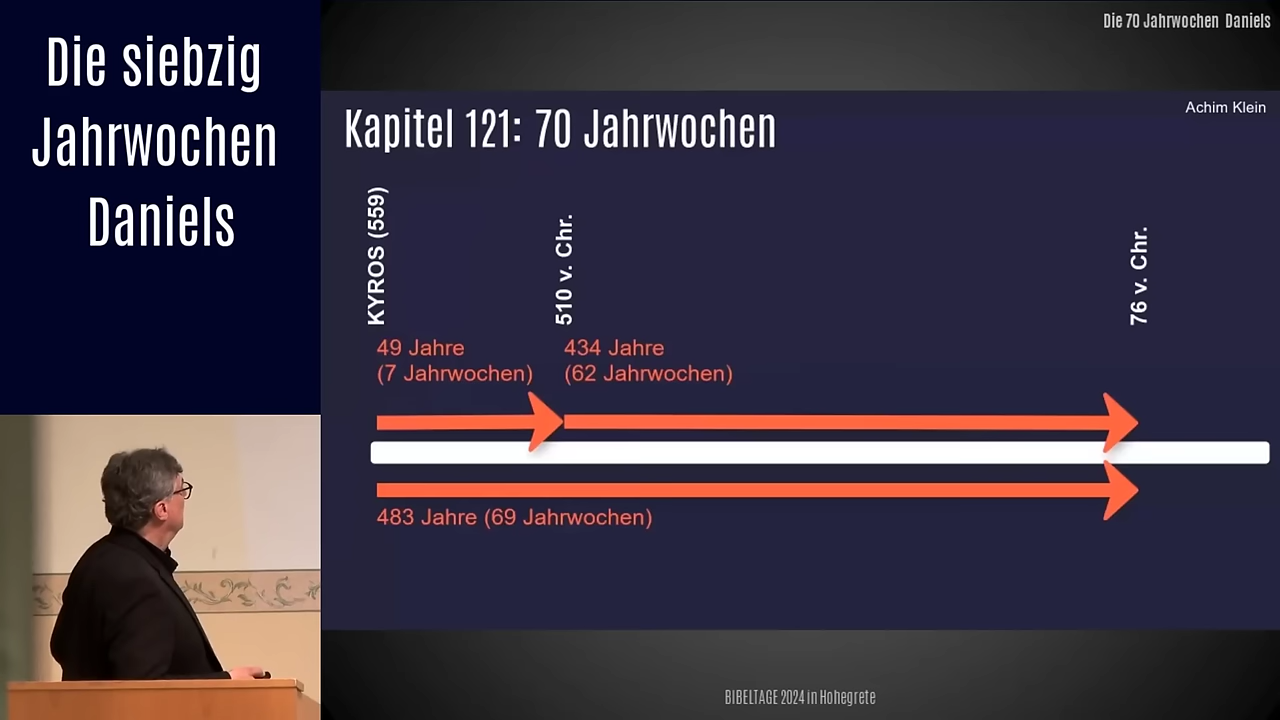 Die siebzig
Jahrwochen
Daniels
Die 70 Jahrwochen Daniels
Achim Klein
Kapitel 121: 70 Jahrwochen
KYROS (559)
510 v. Chr.
76 v. Chr.
49 Jahre
(7 Jahrwochen)
434 Jahre
(62 Jahrwochen)
483 Jahre (69 Jahrwochen)
BIBELTAGE 2024 in Hohegrete